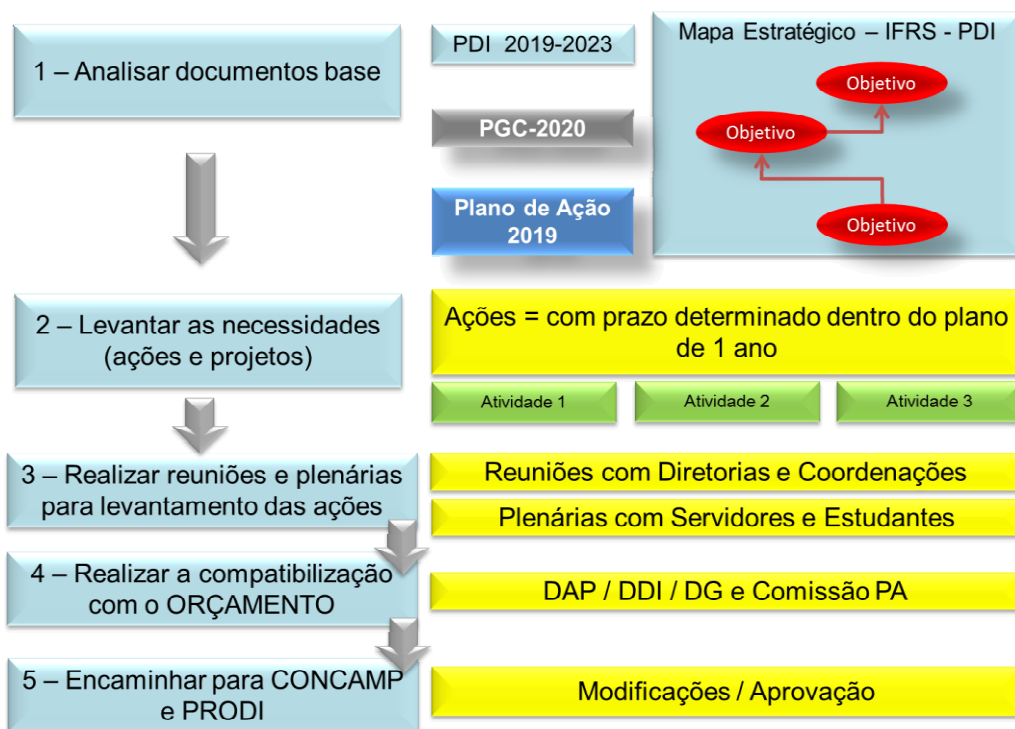 1 – Analisar documentos base
PDI 2019-2023
PGC-2020
Plano de Ação
2019
Mapa Estratégico – IFRS - PDI
Objetivo
Objetivo
Objetivo
2 – Levantar as necessidades
(ações e projetos)
Ações = com prazo determinado dentro do plano
de 1 ano
Atividade 1
Atividade 2
Atividade 3
3 – Realizar reuniões e plenárias
para levantamento das ações
Reuniões com Diretorias e Coordenações
Plenárias com Servidores e Estudantes
4 – Realizar a compatibilização
com o ORÇAMENTO
DAP / DDI / DG e Comissão PA
5 – Encaminhar para CONCAMP
e PRODI
Modificações / Aprovação